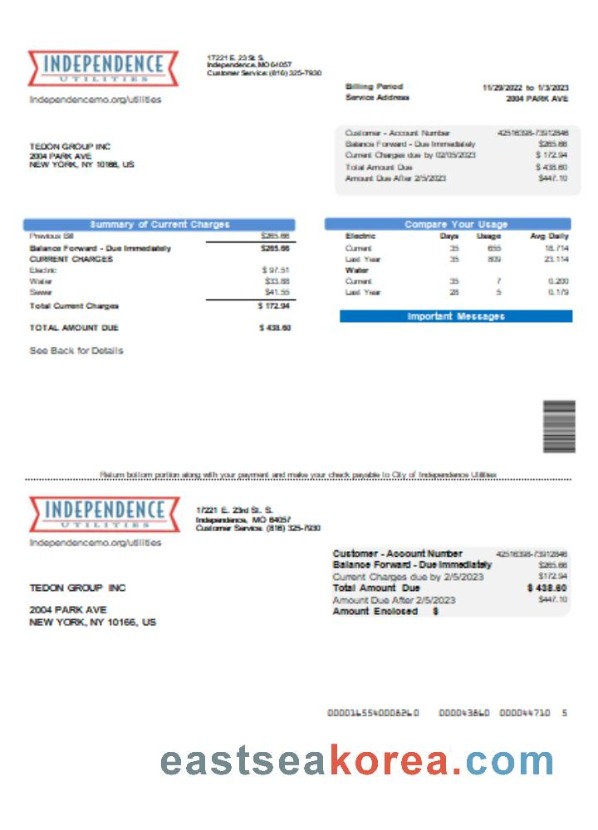 INDEPENDENCE
UTILITIES
Independencemo.org/utilities
17221 E. 23 St S.
Independence, MO 64057
Customer Service: (816) 325-7930
Billing Period 11/29/2022 to 1/3/2023
Service Address 2004 PARK AVE
TEDON GROUP INC
2004 PARK AVE
NEW YORK, NY 10166, US
Customer - Account Number 42516398-73912846
Balance Forward - Due Immediately $265.66
Current Charges due by 02/05/2023 $ 172.94
Total Amount Due $ 438.60
Amount Due After 2/5/2023 $447.10
Summary of Current Charges
Previous Bill $265.66
Balance Forward - Due Immediately $265.66
CURRENT CHARGES
Electric $ 97.51
Water $33.88
Sewer $41.55
Total Current Charges $ 172.94
TOTAL AMOUNT DUE $ 438.60
See Back for Details
Compare Your Usage
Electric Days Usage Avg Daily
Current 35 655 18.714
Last Year 35 809 23.114
Water
Current 35 7 0.200
Last Year 28 5 0.179
Important Messages
Return bottom portion along with your payment and make your check payable to City of Independence Utilities
INDEPENDENCE
UTILITIES
Independencemo.org/utilities
17221 E. 23rd St. S.
Independence, MO 64057
Customer Service: (816) 325-7930
TEDON GROUP INC
2004 PARK AVE
NEW YORK, NY 10166, US
Customer - Account Number 42516398-73912846
Balance Forward - Due Immediately $265.66
Current Charges due by 2/5/2023 $172.94
Total Amount Due $ 438.60
Amount Due After 2/5/2023 $447.10
Amount Enclosed $
0000165540008260 000043860 000044710 5
eastseakorea.com